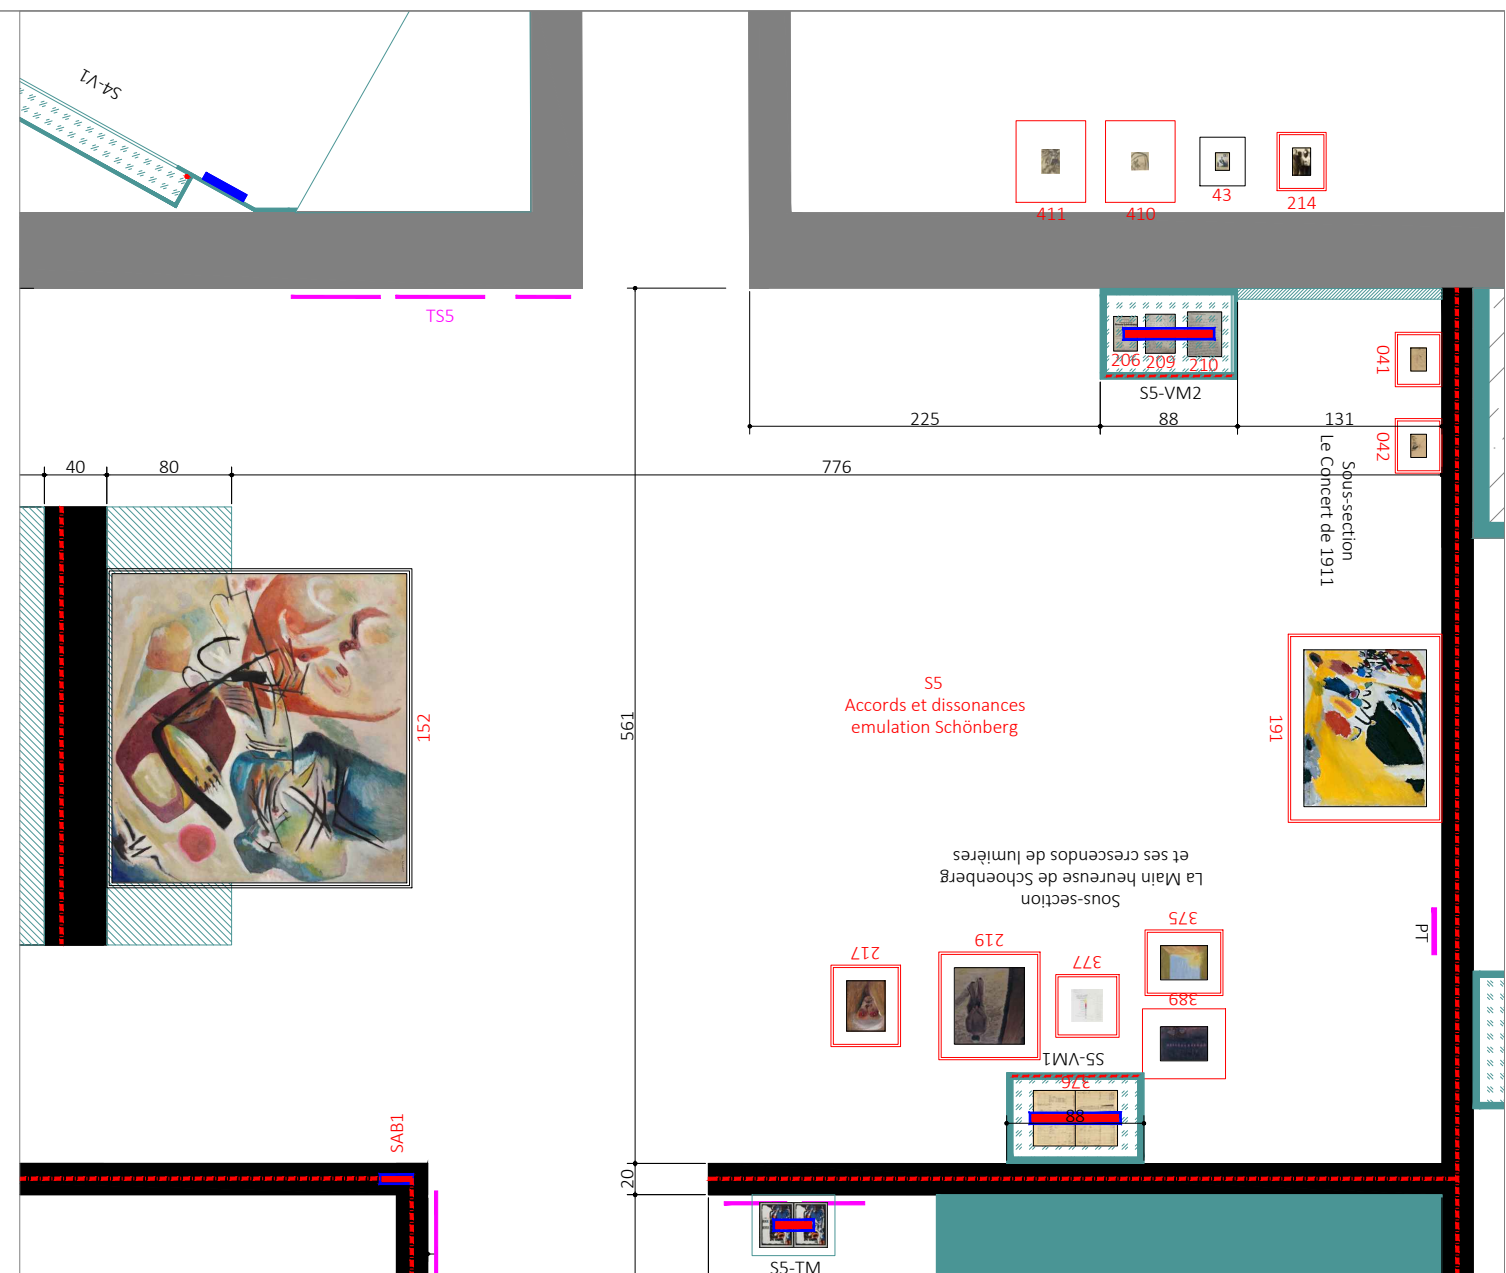 S4-V1
411
410
43
214
TS5
206
209
210
S5-VM2
041
042
225
88
131
40
80
776
Sous-section
Le Concert de 1911
152
561
S5
Accords et dissonances
emulation Schönberg
191
Sous-section
La Main heureuse de Schoenberg
et ses crescendos de lumières
PT
217
219
377
375
389
S5-VM1
376
88
SAB1
20
S5-TM